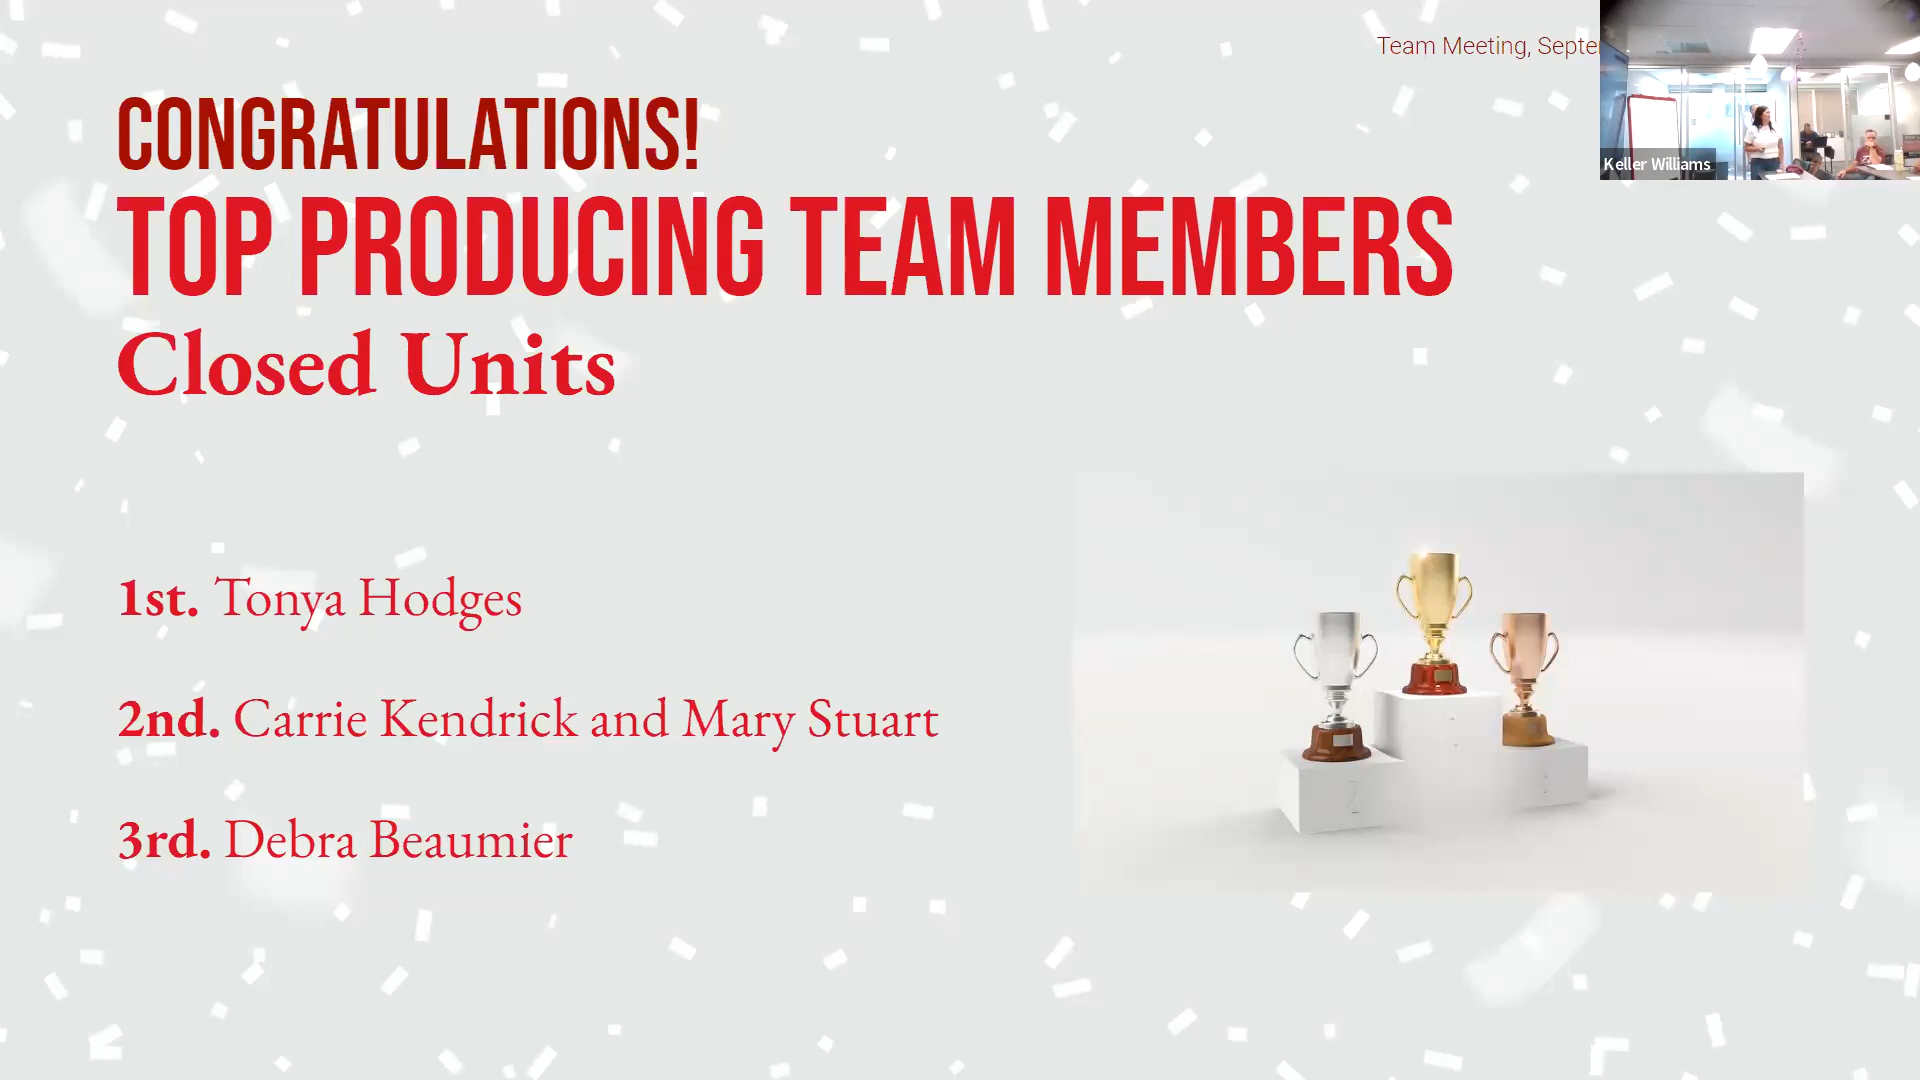 Team Meeting,
Keller Williams
CONGRATULATIONS!
TOP PRODUCING TEAM MEMBERS
Closed Units
1st. Tonya Hodges
2nd. Carrie Kendrick and Mary Stuart
3rd. Debra Beaumier